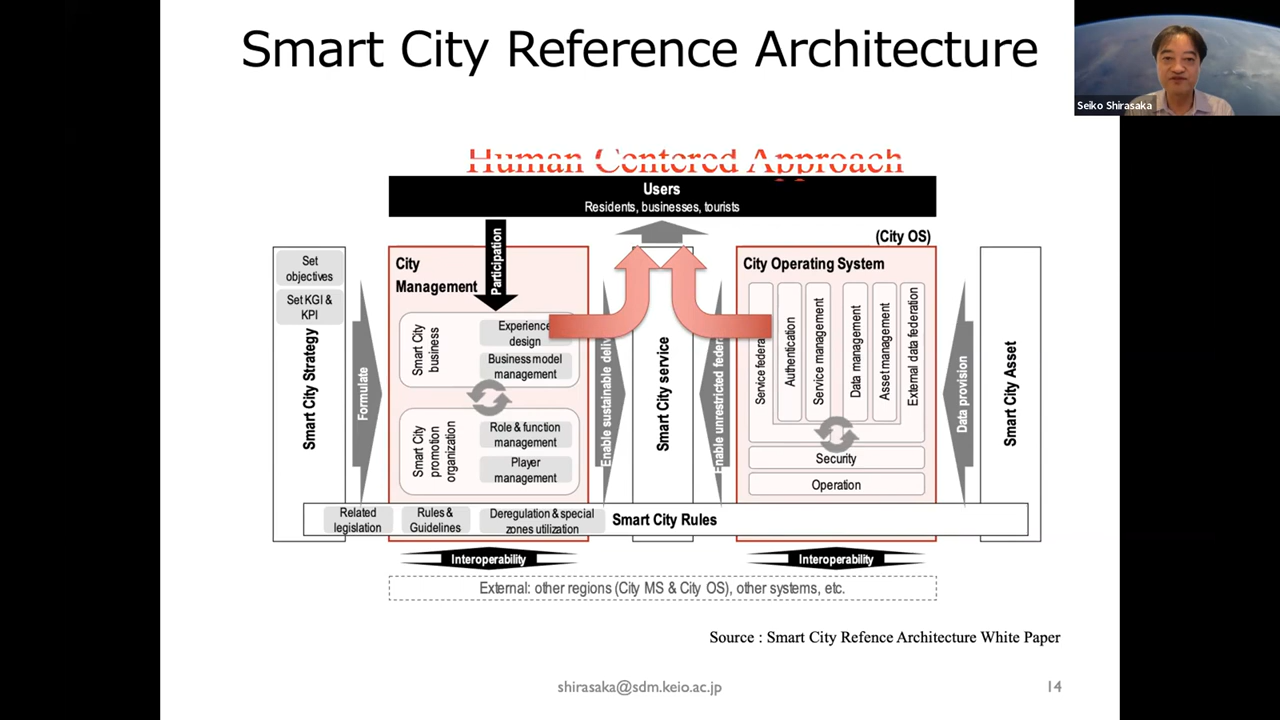 Smart City Reference Architecture
Seiko Shirasaka
Human Centered Approach
Users
Residents, businesses, tourists
(City OS)
Set
objectives
Set KGI &
KPI
Smart City Strategy
Formulate
City
Management
Participation
Smart City
business
Experience
design
Business model
management
Smart City
promotion
organization
Role & function
management
Player
management
Enable sustainable
Smart City service
Enable unrestricted
City Operating System
Service
Authentication
Service management
Data management
Asset management
External data federation
Security
Operation
Data provision
Smart City Asset
Related
legislation
Rules &
Guidelines
Deregulation & special
zones utilization
Smart City Rules
Interoperability
Interoperability
External: other regions (City MS & City OS), other systems, etc.
Source : Smart City Refence Architecture White Paper
shirasaka@sdm.keio.ac.jp
14